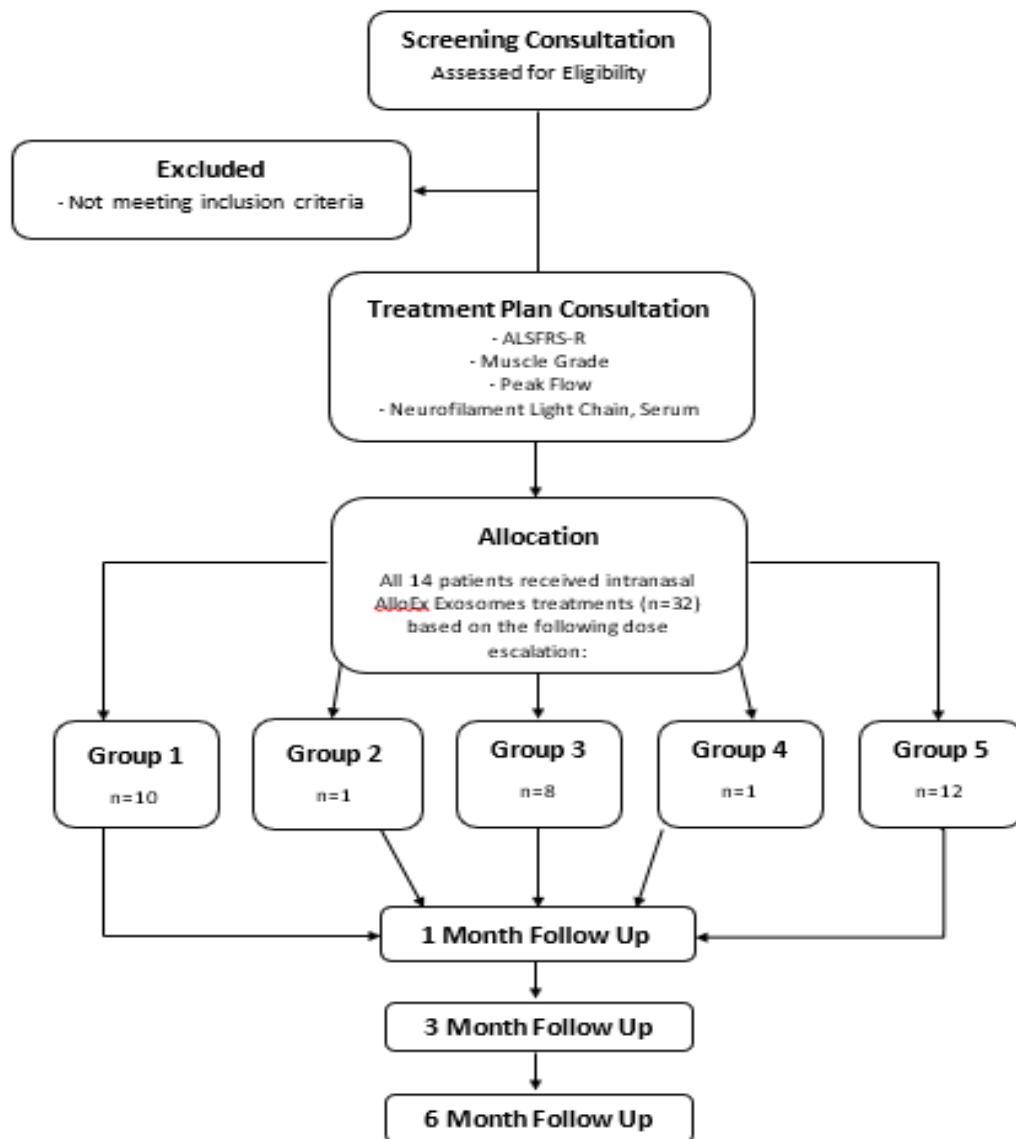 Screening Consultation
Assessed for Eligibility
Excluded
- Not meeting inclusion criteria
Treatment Plan Consultation
- ALSFRS-R
- Muscle Grade
- Peak Flow
- Neurofilament Light Chain, Serum
Allocation
All 14 patients received intranasal
AlloEx Exosomes treatments (n=32)
based on the following dose
escalation:
Group 1
n=10
Group 2
n=1
Group 3
n=8
Group 4
n=1
Group 5
n=12
1 Month Follow Up
3 Month Follow Up
6 Month Follow Up